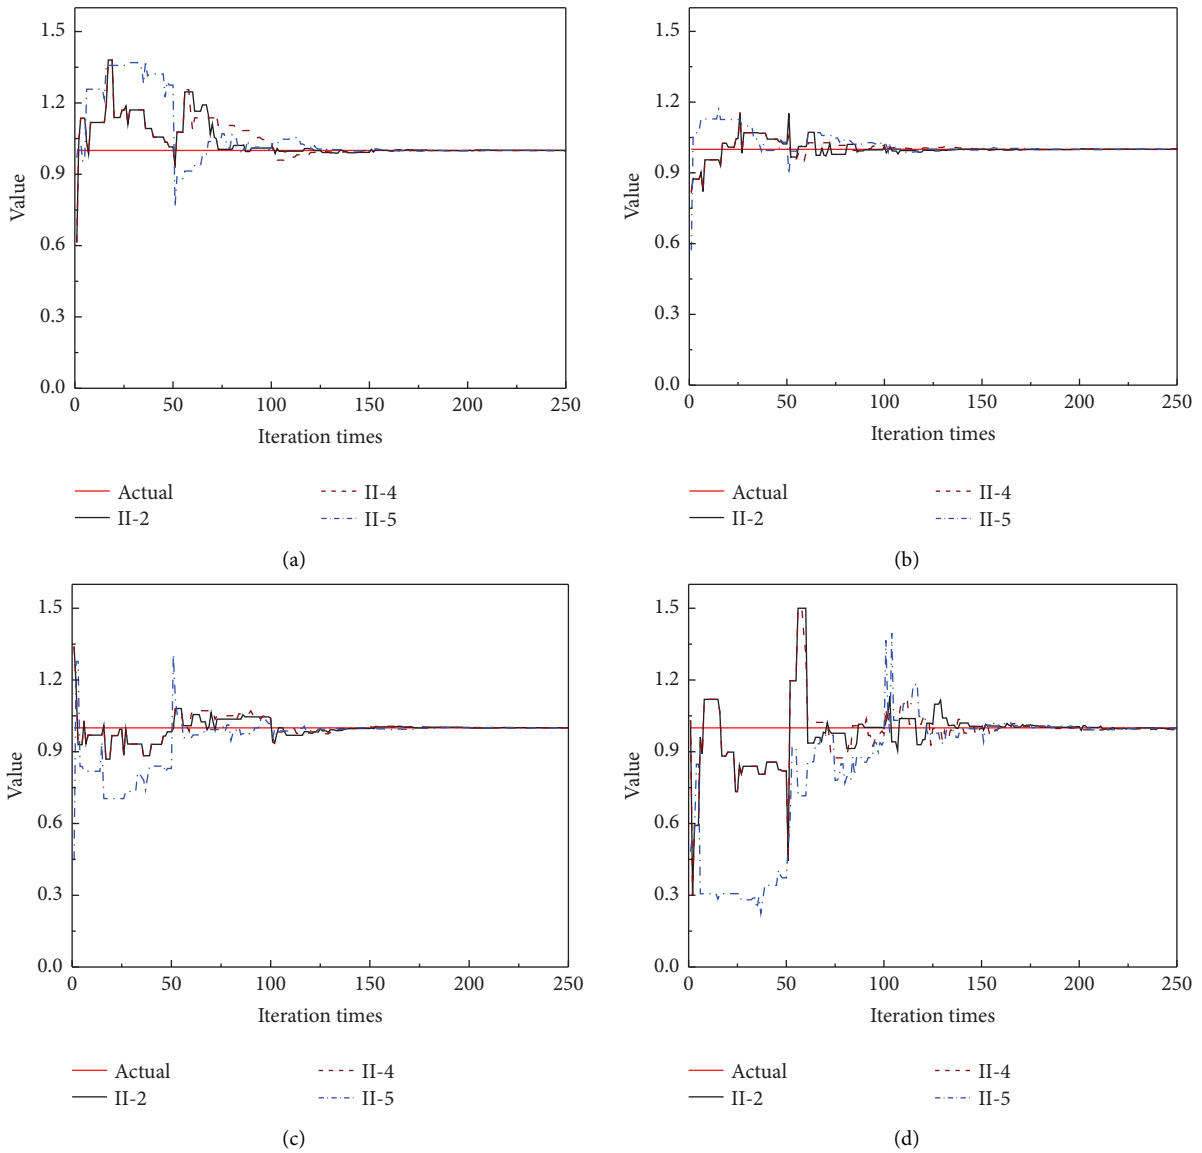 1.5
1.2
0.9
0.6
0.3
0.0
Value
0 50 100 150 200 250
Iteration times
Actual
II-2
II-4
II-5
(a)
1.5
1.2
0.9
0.6
0.3
0.0
Value
0 50 100 150 200 250
Iteration times
Actual
II-2
II-4
II-5
(b)
1.5
1.2
0.9
0.6
0.3
0.0
Value
0 50 100 150 200 250
Iteration times
Actual
II-2
II-4
II-5
(c)
1.5
1.2
0.9
0.6
0.3
0.0
Value
0 50 100 150 200 250
Iteration times
Actual
II-2
II-4
II-5
(d)